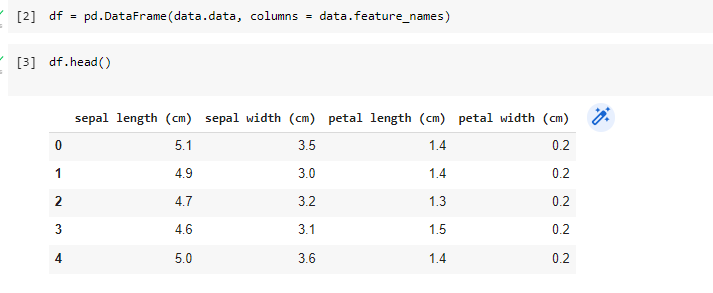 [2] df = pd.DataFrame(data.data, columns = data.feature_names)
[3] df.head()
sepal length (cm) sepal width (cm) petal length (cm) petal width (cm)
0 5.1 3.5 1.4 0.2
1 4.9 3.0 1.4 0.2
2 4.7 3.2 1.3 0.2
3 4.6 3.1 1.5 0.2
4 5.0 3.6 1.4 0.2